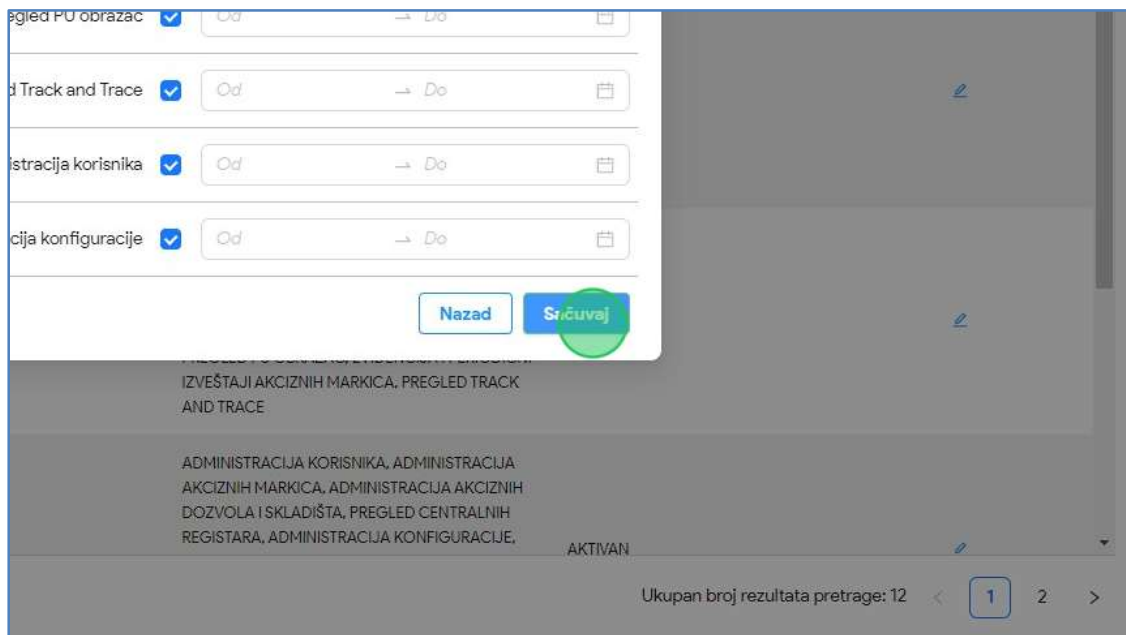 egled PU obrazac Od → Do
d Track and Trace Od → Do
istracija korisnika Od → Do
cija konfiguracije Od → Do
Nazad Sačuvaj
IZVEŠTAJI AKCIZNIH MARKICA, PREGLED TRACK
AND TRACE
ADMINISTRACIJA KORISNIKA, ADMINISTRACIJA
AKCIZNIH MARKICA, ADMINISTRACIJA AKCIZNIH
DOZVOLA I SKLADIŠTA, PREGLED CENTRALNIH
REGISTARA, ADMINISTRACIJA KONFIGURACIJE,
AKTIVAN
Ukupan broj rezultata pretrage: 12 < 1 2 >